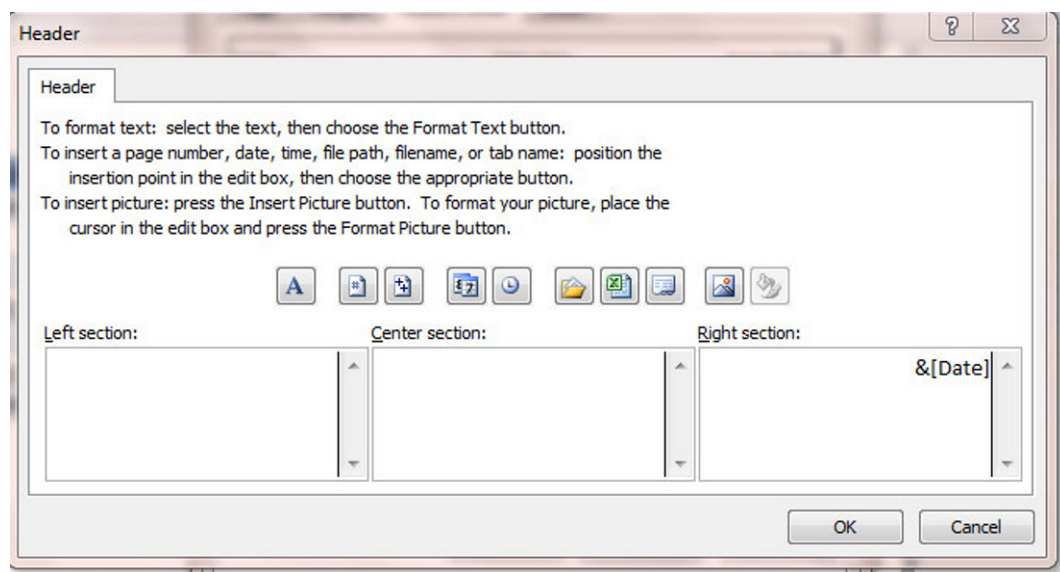 Header
Header
To format text: select the text, then choose the Format Text button.
To insert a page number, date, time, file path, filename, or tab name: position the
insertion point in the edit box, then choose the appropriate button.
To insert picture: press the Insert Picture button. To format your picture, place the
cursor in the edit box and press the Format Picture button.
A
Left section:
Center section:
Right section:
&[Date]
OK
Cancel